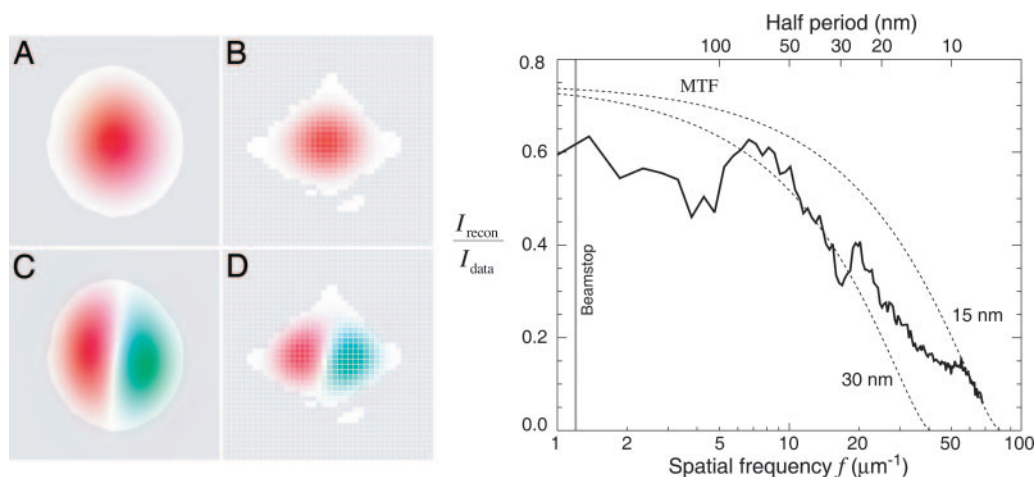 A
B
C
D
Half period (nm)
100
50
30
20
10
0.8
0.6
0.4
0.2
0.0
I_recon
I_data
MTF
Beamstop
15 nm
30 nm
1
2
5
10
20
50
100
Spatial frequency f (μm⁻¹)